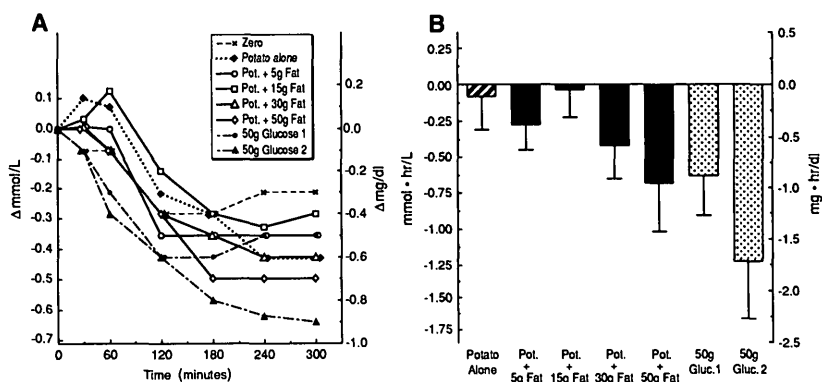 A
Zero
Potato alone
Pot. + 5g Fat
Pot. + 15g Fat
Pot. + 30g Fat
Pot. + 50g Fat
50g Glucose 1
50g Glucose 2
Δmmol/L
0.1
0.0
-0.1
-0.2
-0.3
-0.4
-0.5
-0.6
-0.7
0.2
0.0
-0.2
-0.4
-0.6
-0.8
-1.0
Δmg/dl
0 60 120 180 240 300
Time (minutes)
B
mmol • hr/L
0.25
0.00
-0.25
-0.50
-0.75
-1.00
-1.25
-1.50
-1.75
0.5
0.0
-0.5
-1.0
-1.5
-2.0
-2.5
mg • hr/dl
Potato Pot. Pot. Pot. Pot. 50g 50g
Alone + + + + Gluc.1 Gluc. 2
5g Fat 15g Fat 30g Fat 50g Fat